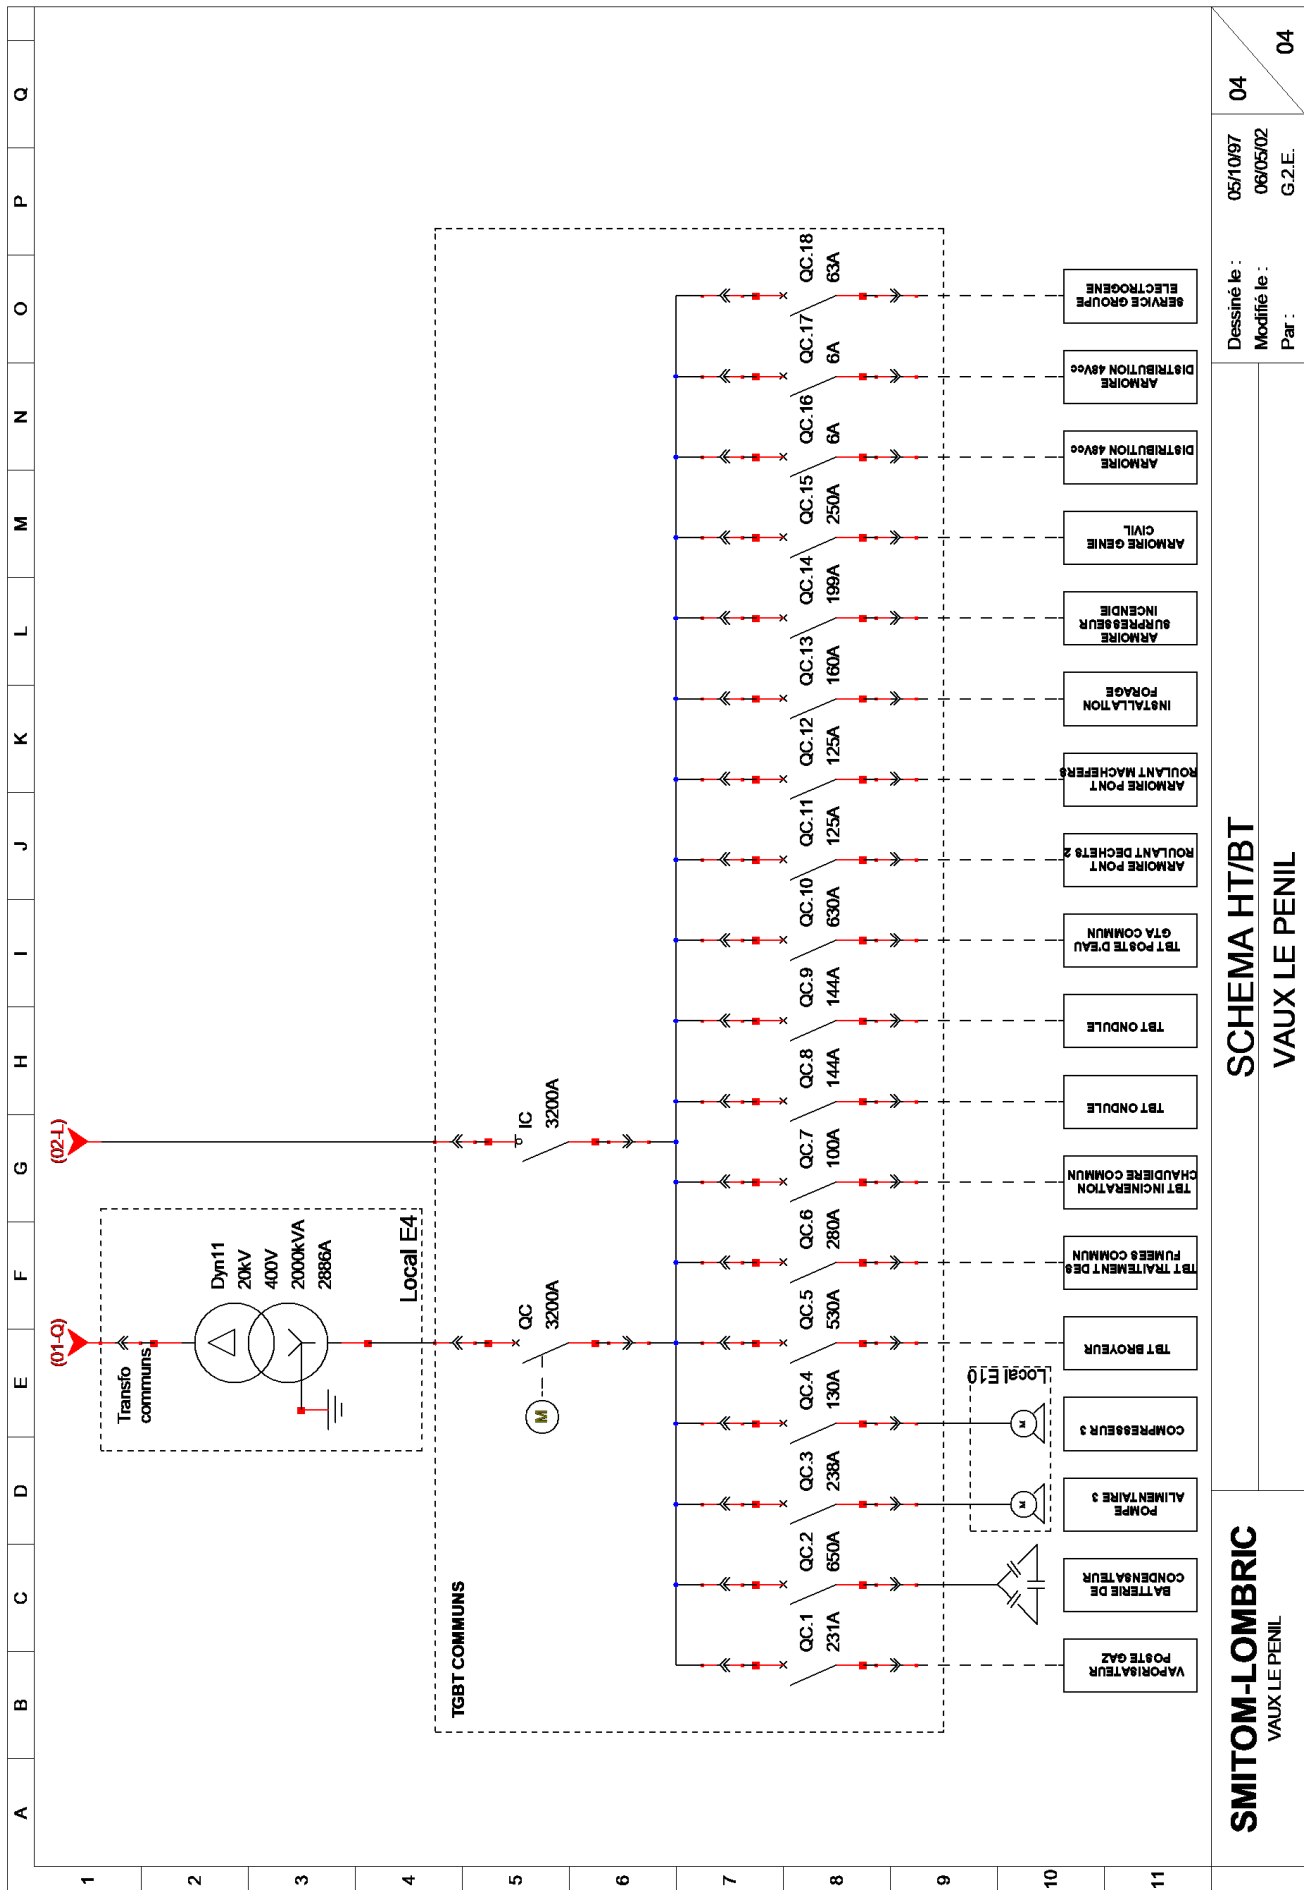 A B C D E F G H I J K L M N O P Q
1
2
3
4
5
6
7
8
9
10
11
(01-Q)
(02-L)
Transfo
communs
Dyn11
20kV
400V
2000kVA
2886A
Local E4
TGBT COMMUNS
M
QC
3200A
IC
3200A
QC.1
231A
QC.2
650A
QC.3
238A
QC.4
130A
QC.5
530A
QC.6
280A
QC.7
100A
QC.8
144A
QC.9
144A
QC.10
630A
QC.11
125A
QC.12
125A
QC.13
160A
QC.14
199A
QC.15
250A
QC.16
6A
QC.17
6A
QC.18
63A
M
M
Local E10
VAPORISATEUR
POSTE GAZ
BATTERIE DE
CONDENSATEUR
POMPE
ALIMENTAIRE 3
COMPRESSEUR 3
TBT BROYEUR
TBT TRAITEMENT DES
FUMEES COMMUN
TBT INCINERATION
CHAUDIERE COMMUN
TBT ONDULE
TBT ONDULE
TBT POSTE D'EAU
GTA COMMUN
ARMOIRE PONT
ROULANT DECHETS 2
ARMOIRE PONT
ROULANT MACHEFERS
INSTALLATION
FORAGE
ARMOIRE
SURPRESSEUR
INCENDIE
ARMOIRE GENIE
CIVIL
ARMOIRE
DISTRIBUTION 48Vcc
ARMOIRE
DISTRIBUTION 48Vcc
SERVICE GROUPE
ELECTROGENE
SMITOM-LOMBRIC
VAUX LE PENIL
SCHEMA HT/BT
VAUX LE PENIL
Dessiné le : 05/10/97
Modifié le : 06/05/02
Par : G.2.E.
04
04